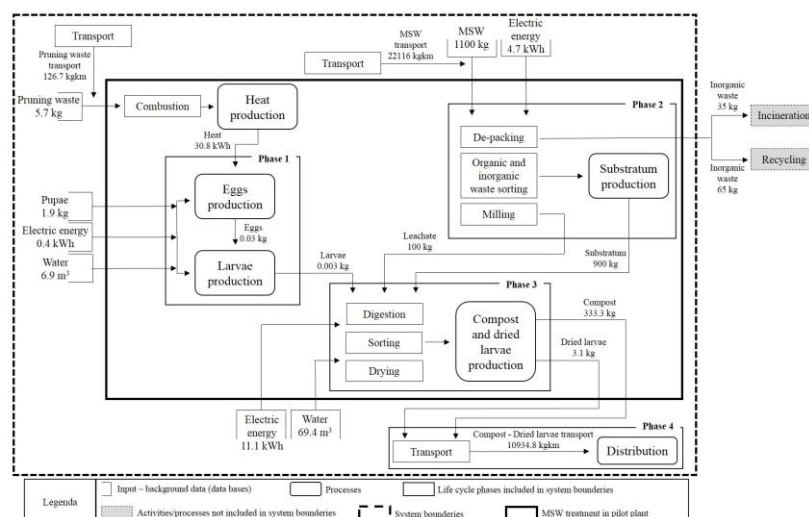 Transport
Pruning waste
transport
126.7 kgkm
Pruning waste
5.7 kg
Combustion
Heat
production
Heat
30.8 kWh
Transport
MSW
transport
22116 kgkm
MSW
1100 kg
Electric
energy
4.7 kWh
Phase 1
Eggs
production
Eggs
0.03 kg
Larvae
production
Pupae
1.9 kg
Electric energy
0.4 kWh
Water
6.9 m³
Larvae
0.003 kg
Phase 2
De-packing
Organic and
inorganic
waste sorting
Milling
Substratum
production
Leachate
100 kg
Substratum
900 kg
Inorganic
waste
35 kg
Incineration
Recycling
Inorganic
waste
65 kg
Phase 3
Digestion
Sorting
Drying
Compost
and dried
larvae
production
Compost
333.3 kg
Dried larvae
3.1 kg
Electric
energy
11.1 kWh
Water
69.4 m³
Phase 4
Transport
Compost - Dried larvae transport
10934.8 kgkm
Distribution
Legenda
Input – background data (data bases)
Processes
Life cycle phases included in system bounderies
Activities/processes not included in system bounderies
System bounderies
MSW treatment in pilot plant